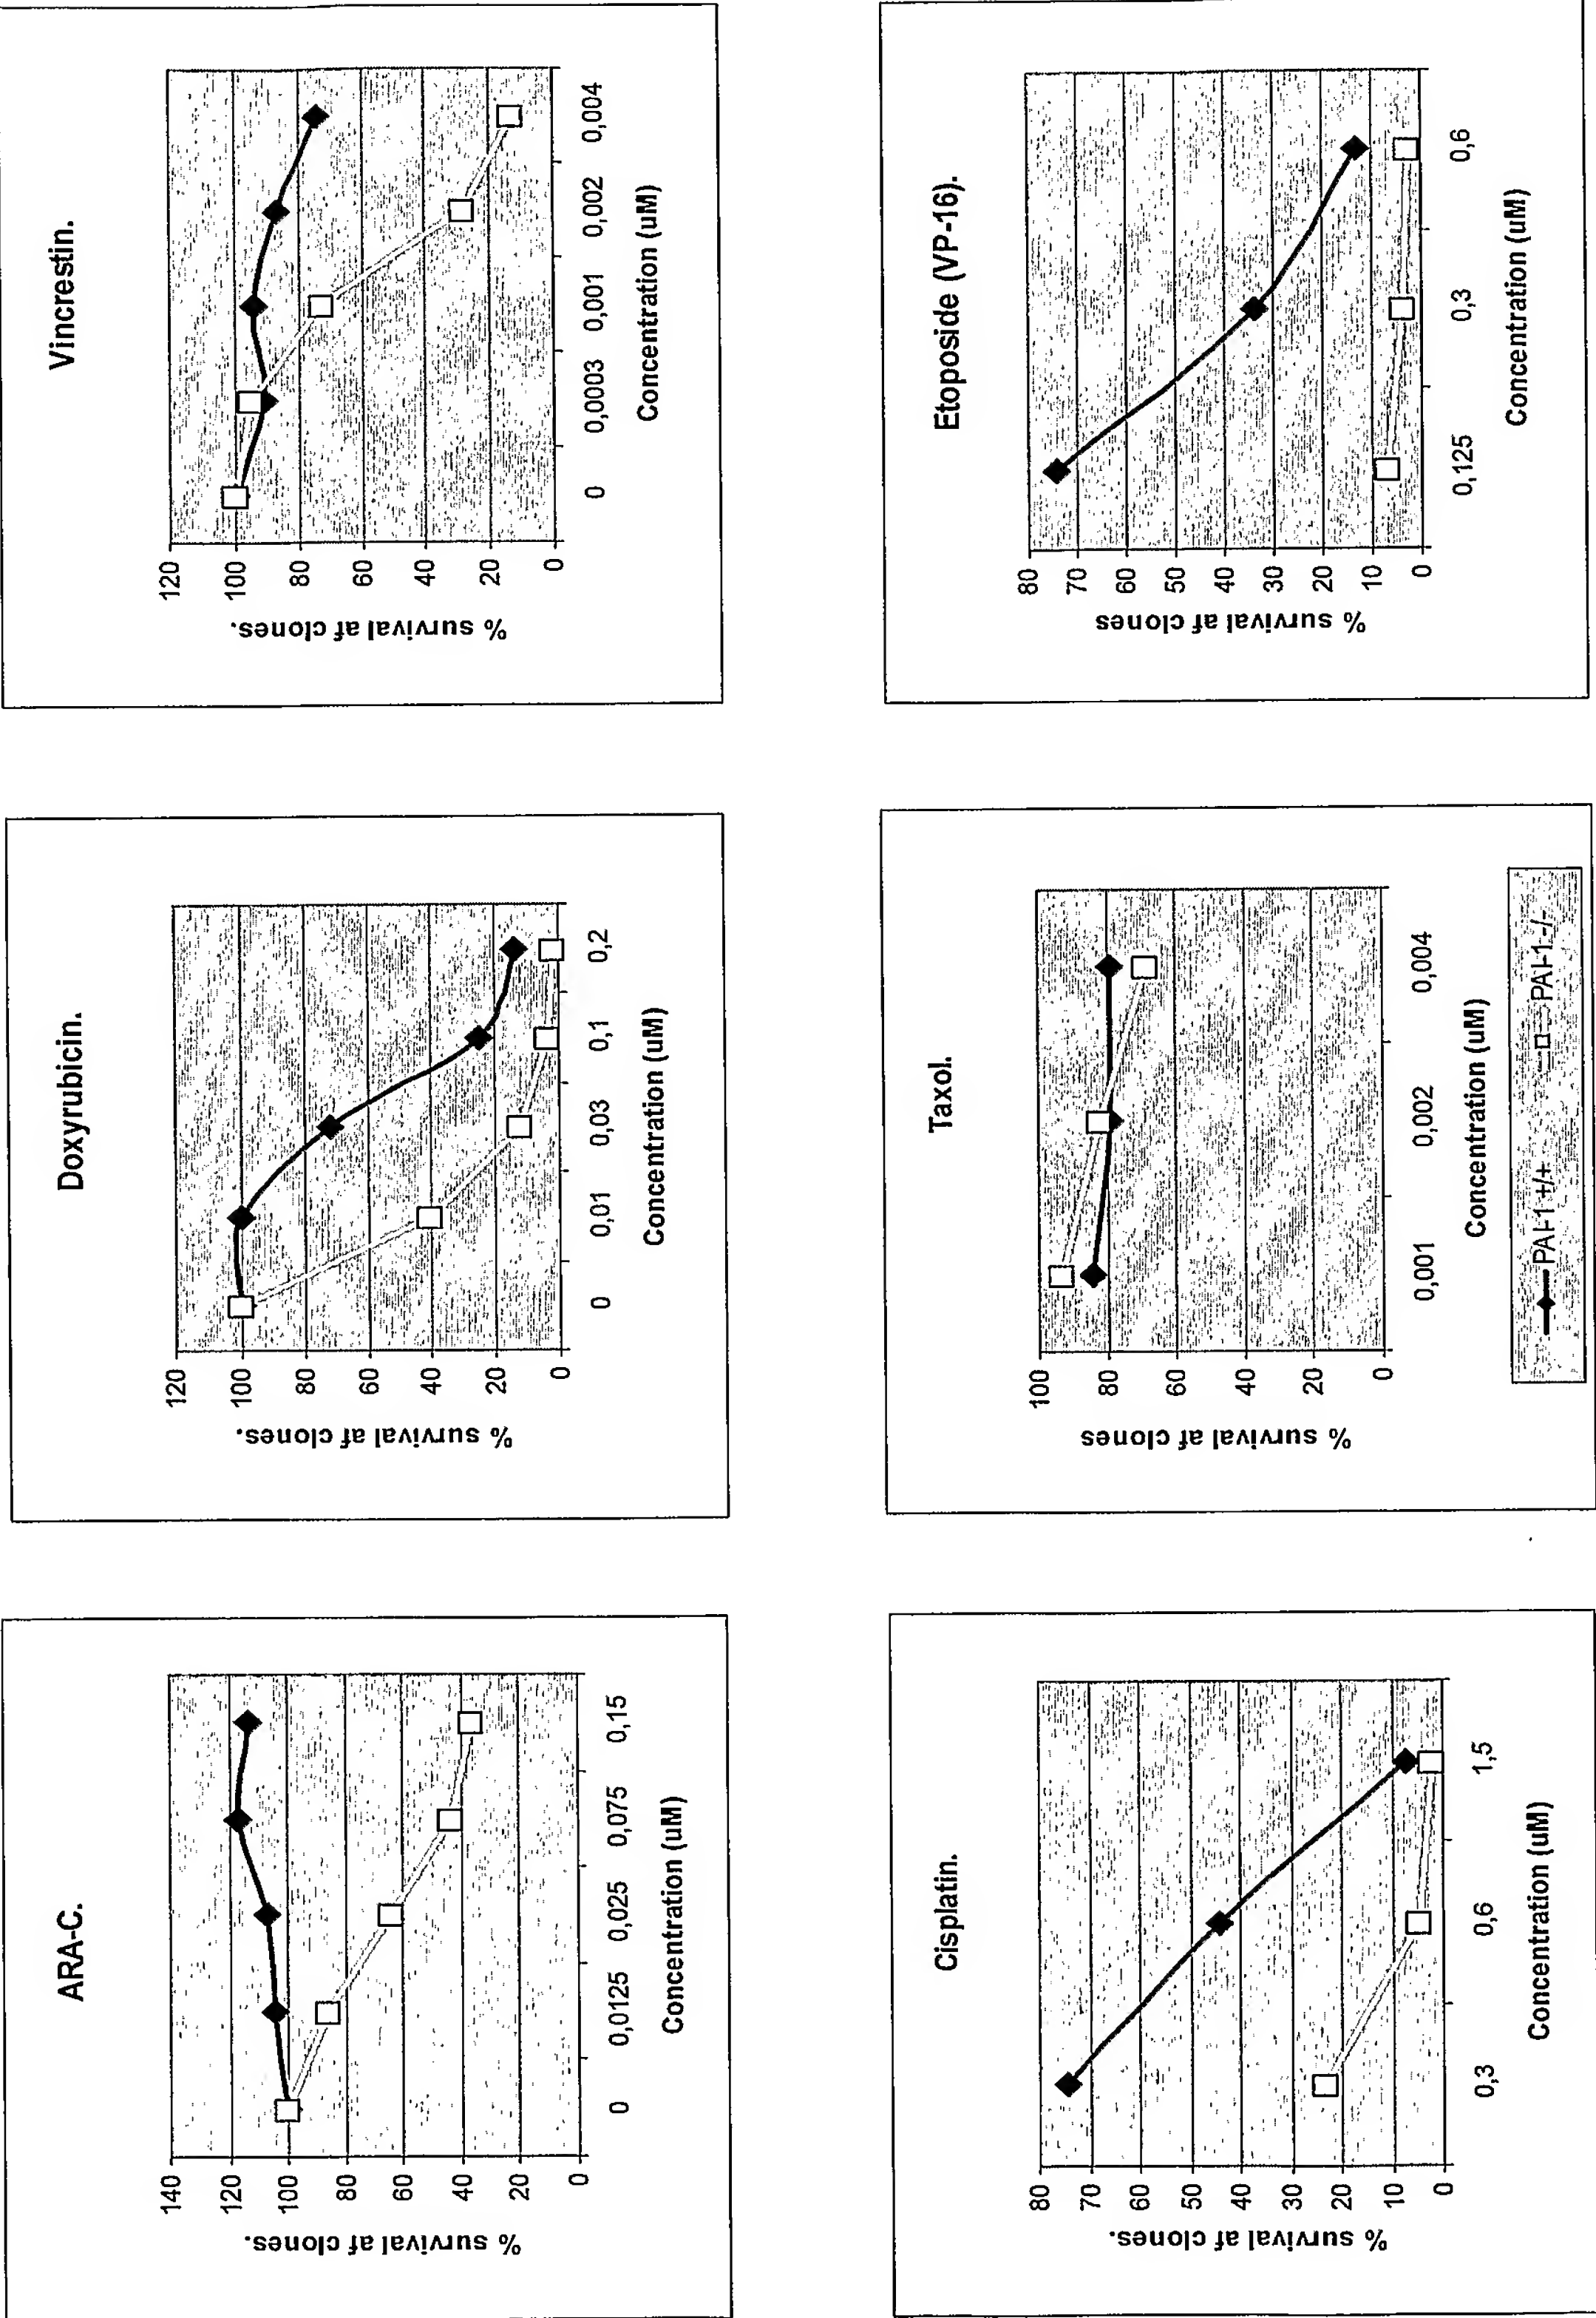 ARA-C.
% survival af clones.
140
120
100
80
60
40
20
0
0 0,0125 0,025 0,075 0,15
Concentration (uM)
Doxyrubicin.
% survival af clones.
120
100
80
60
40
20
0
0 0,01 0,03 0,1 0,2
Concentration (uM)
Vincrestin.
% survival af clones.
120
100
80
60
40
20
0
0 0,0003 0,001 0,002 0,004
Concentration (uM)
Cisplatin.
% survival af clones.
80
70
60
50
40
30
20
10
0
0,3 0,6 1,5
Concentration (uM)
Taxol.
% survival af clones
100
80
60
40
20
0
0,001 0,002 0,004
Concentration (uM)
PAI-1 +/+ PAI-1 -/-
Etoposide (VP-16).
% survival af clones
80
70
60
50
40
30
20
10
0
0,125 0,3 0,6
Concentration (uM)